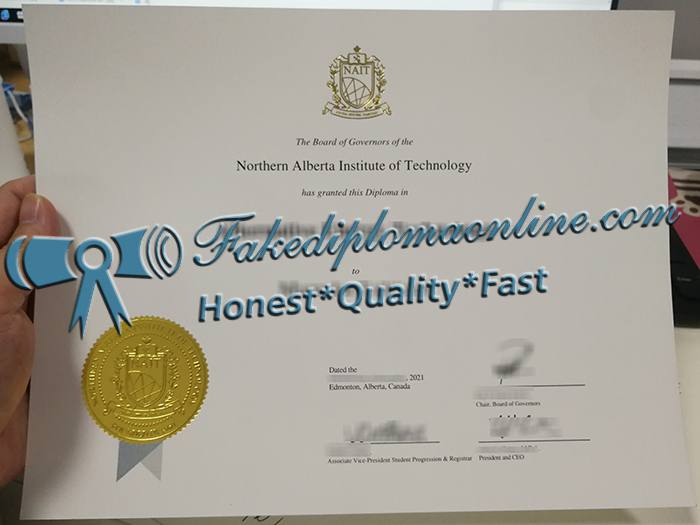 NAIT
The Board of Governors of the
Northern Alberta Institute of Technology
has granted this Diploma in
Fakediplomaonline.com
to
Honest*Quality*Fast
NAIT
Dated the
, 2021
Edmonton, Alberta, Canada
Chair, Board of Governors
Associate Vice-President Student Progression & Registrar
President and CEO